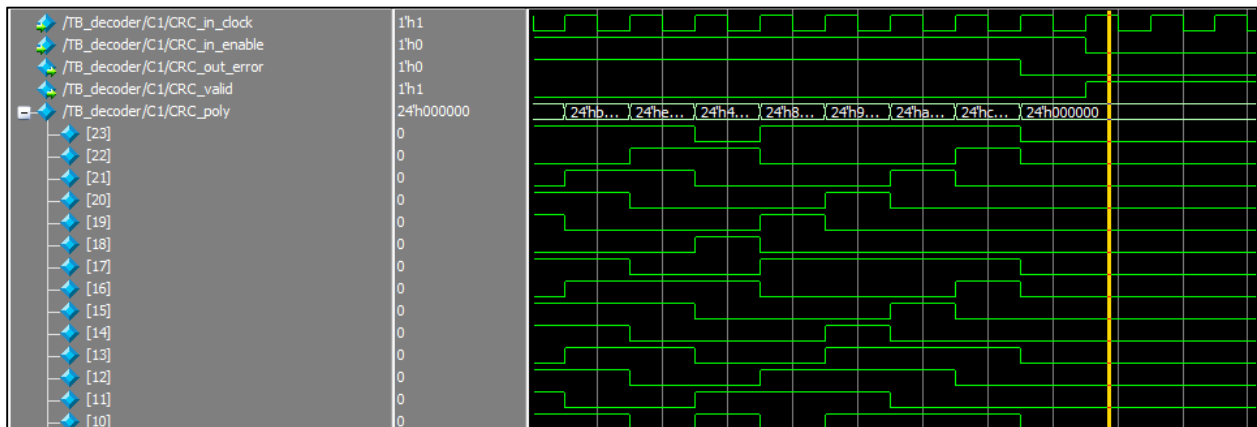 /TB_decoder/C1/CRC_in_clock 1'h1
/TB_decoder/C1/CRC_in_enable 1'h0
/TB_decoder/C1/CRC_out_error 1'h0
/TB_decoder/C1/CRC_valid 1'h1
/TB_decoder/C1/CRC_poly 24'h000000 24'hb... 24'he... 24'h4... 24'h8... 24'h9... 24'ha... 24'hc... 24'h000000
[23] 0
[22] 0
[21] 0
[20] 0
[19] 0
[18] 0
[17] 0
[16] 0
[15] 0
[14] 0
[13] 0
[12] 0
[11] 0
[10] 0